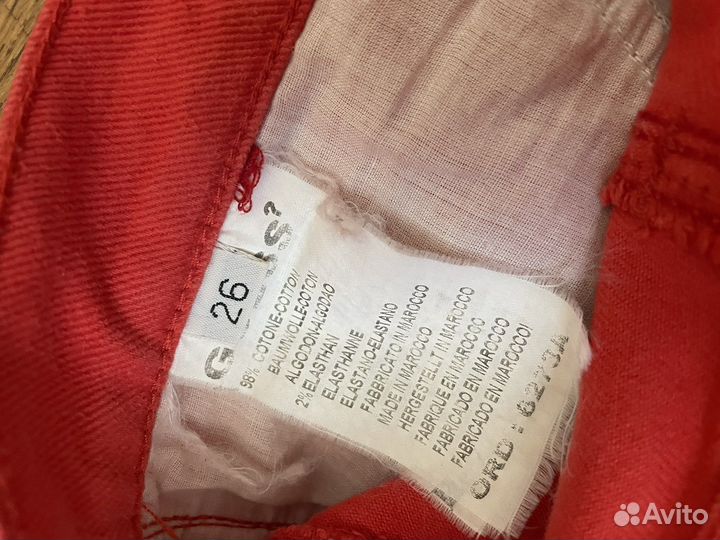 26
98% COTONE-COTTON
BAUMWOLLE-COTON
ALGODON-ALGODAO
2% ELASTHAN
ELASTHANNE
ELASTANO-ELASTANO
FABBRICATO IN MAROCCO
MADE IN MAROCCO
HERGESTELLT IN MAROCCO
FABRIQUE EN MAROCCO
FABRICADO EN MAROCCO
FABRICADO EN MAROCCO!
ORD: 6273A
Avito